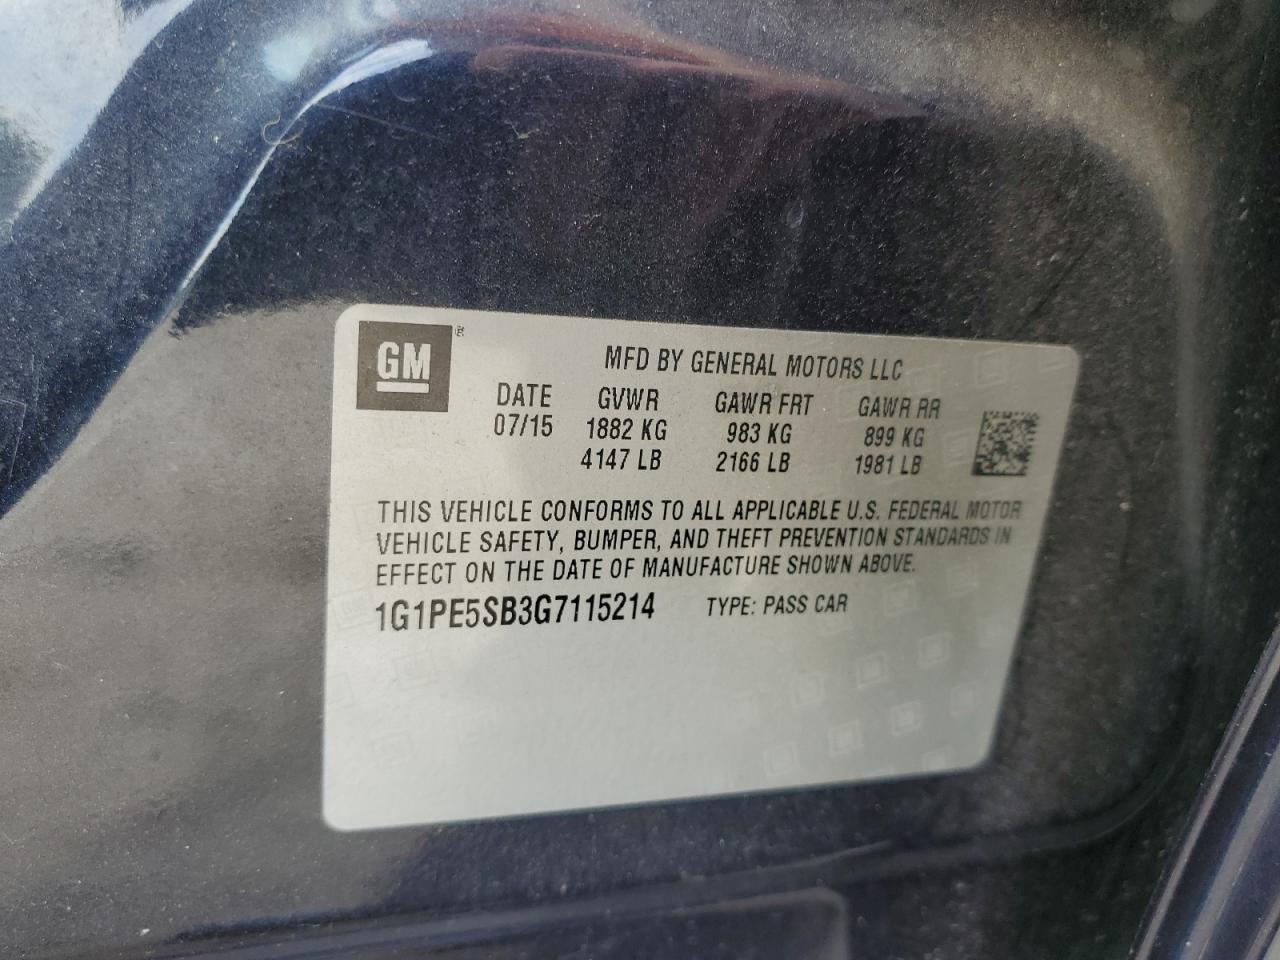 GM ®
MFD BY GENERAL MOTORS LLC
DATE GVWR GAWR FRT GAWR RR
07/15 1882 KG 983 KG 899 KG
4147 LB 2166 LB 1981 LB
THIS VEHICLE CONFORMS TO ALL APPLICABLE U.S. FEDERAL MOTOR
VEHICLE SAFETY, BUMPER, AND THEFT PREVENTION STANDARDS IN
EFFECT ON THE DATE OF MANUFACTURE SHOWN ABOVE.
1G1PE5SB3G7115214 TYPE: PASS CAR